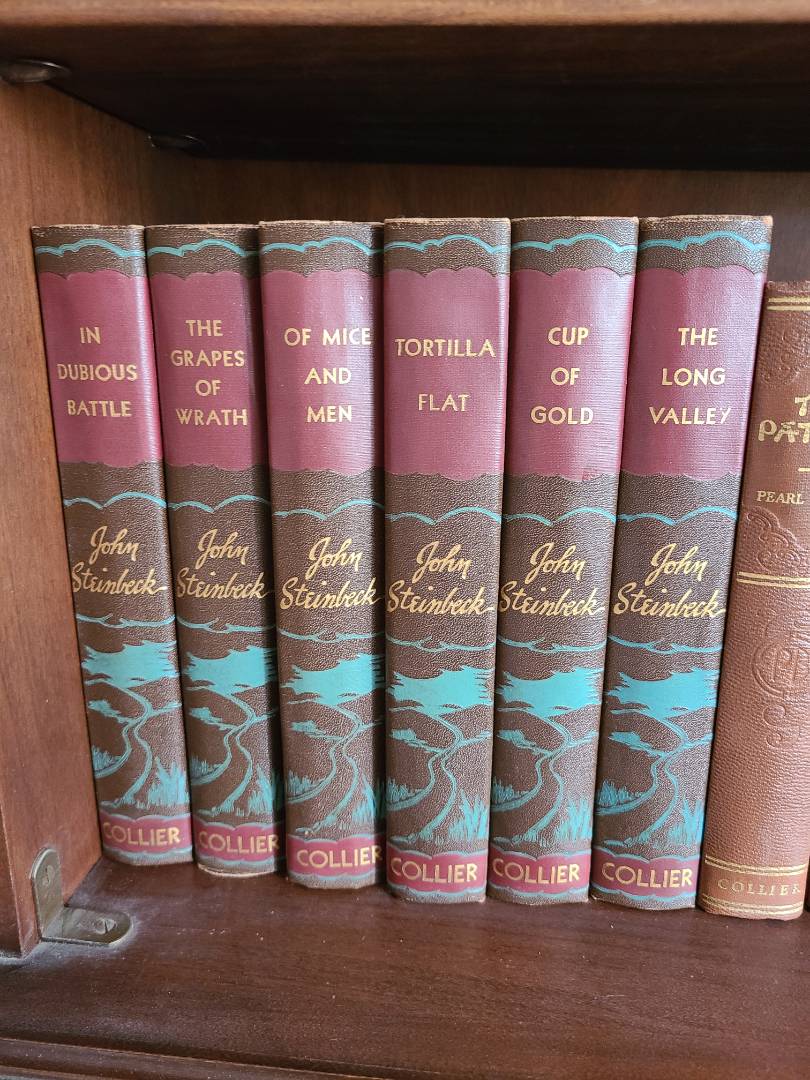 IN
DUBIOUS
BATTLE
John
Steinbeck
COLLIER
THE
GRAPES
OF
WRATH
John
Steinbeck
COLLIER
OF MICE
AND
MEN
John
Steinbeck
COLLIER
TORTILLA
FLAT
John
Steinbeck
COLLIER
CUP
OF
GOLD
John
Steinbeck
COLLIER
THE
LONG
VALLEY
John
Steinbeck
COLLIER
PEARL
COLLIER